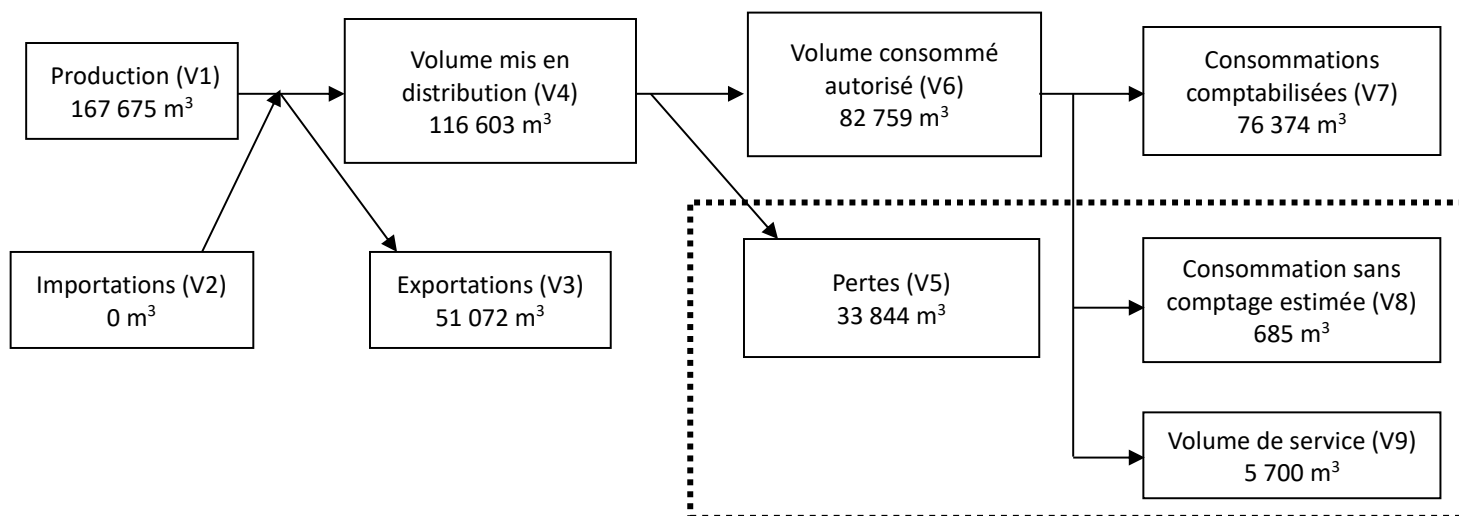 Production (V1)
167 675 m³
Volume mis en
distribution (V4)
116 603 m³
Volume consommé
autorisé (V6)
82 759 m³
Consommations
comptabilisées (V7)
76 374 m³
Importations (V2)
0 m³
Exportations (V3)
51 072 m³
Pertes (V5)
33 844 m³
Consommation sans
comptage estimée (V8)
685 m³
Volume de service (V9)
5 700 m³